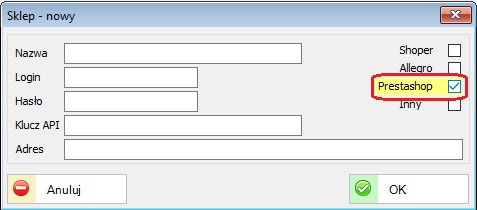 Sklep - nowy
Nazwa
Shoper
Login
Allegro
Hasło
Prestashop
Inny
Klucz API
Adres
Anuluj
OK